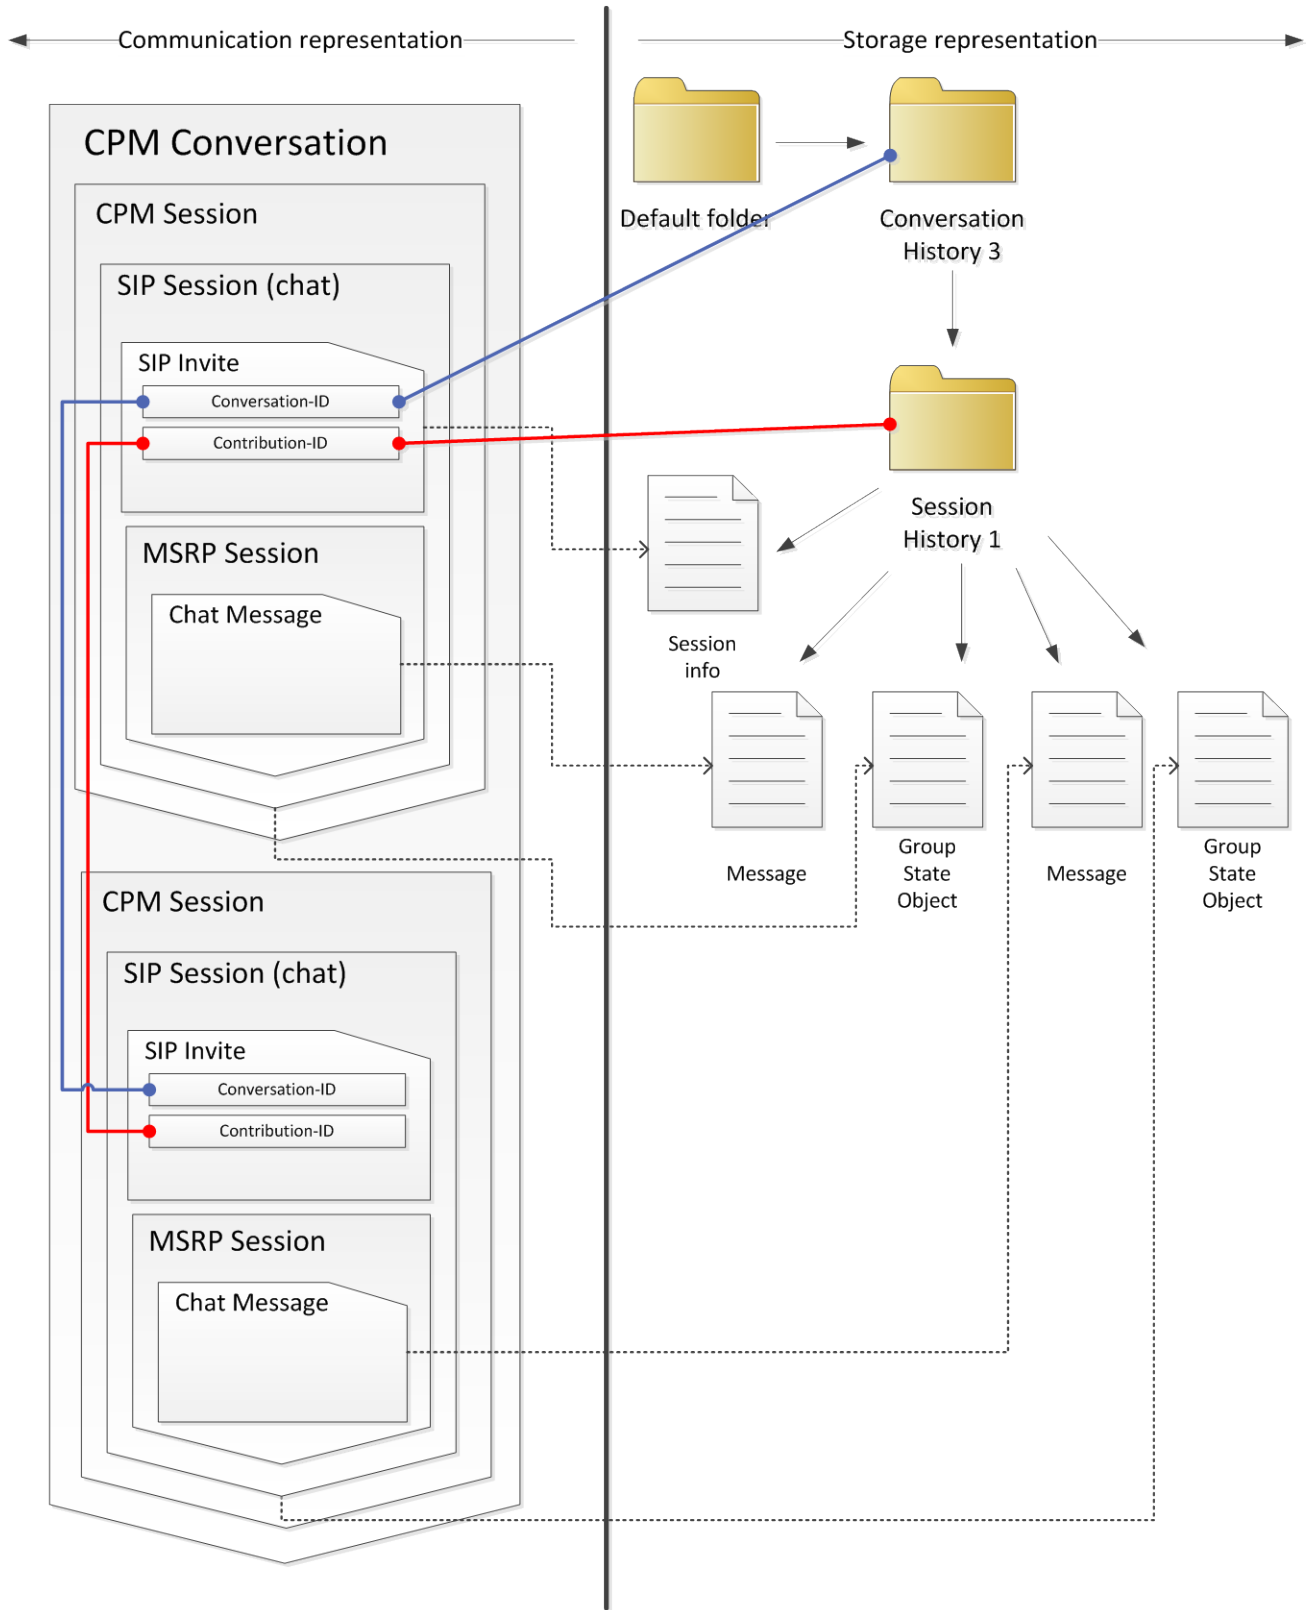 Communication representation
Storage representation
CPM Conversation
CPM Session
SIP Session (chat)
SIP Invite
Conversation-ID
Contribution-ID
MSRP Session
Chat Message
CPM Session
SIP Session (chat)
SIP Invite
Conversation-ID
Contribution-ID
MSRP Session
Chat Message
Default folder
Conversation
History 3
Session
History 1
Session
info
Message
Group
State
Object
Message
Group
State
Object